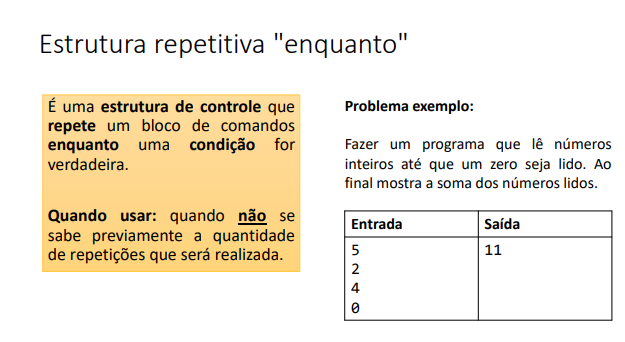 Estrutura repetitiva "enquanto"
É uma estrutura de controle que
repete um bloco de comandos
enquanto uma condição for
verdadeira.
Quando usar: quando não se
sabe previamente a quantidade
de repetições que será realizada.
Problema exemplo:
Fazer um programa que lê números
inteiros até que um zero seja lido. Ao
final mostra a soma dos números lidos.
Entrada Saída
5 11
2
4
0